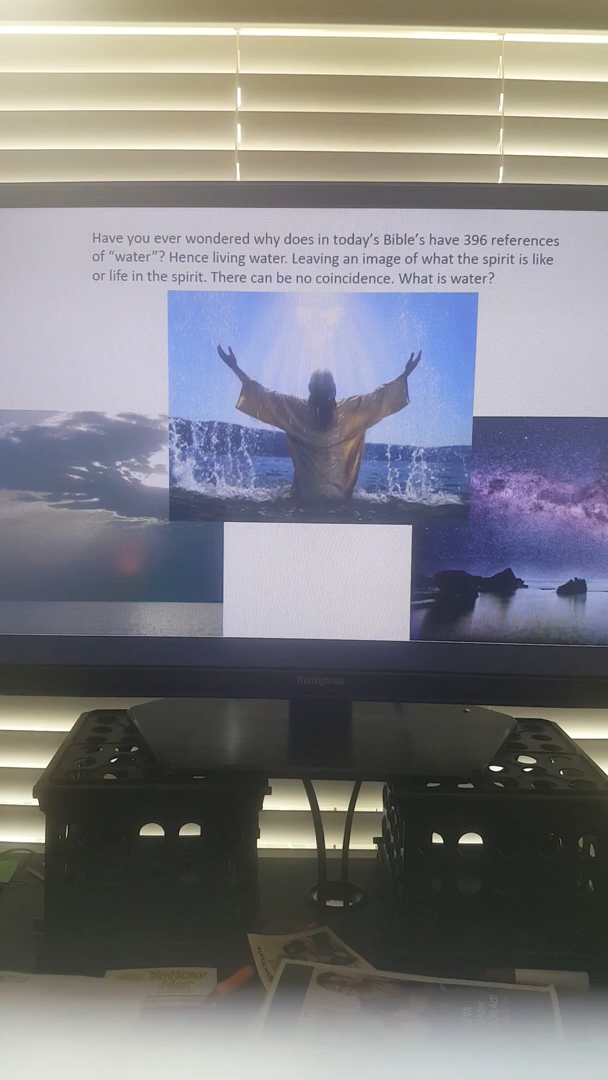 Have you ever wondered why does in today's Bible's have 396 references
of “water”? Hence living water. Leaving an image of what the spirit is like
or life in the spirit. There can be no coincidence. What is water?
Westinghouse